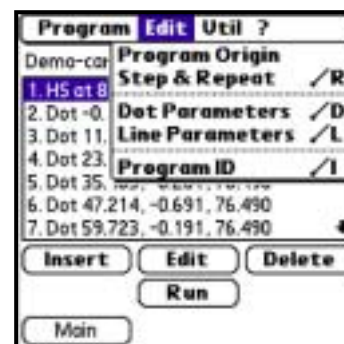 Program Edit Util ?
Demo-car
Program Origin
Step & Repeat /R
Dot Parameters /D
Line Parameters /L
Program ID /I
1. HS at 8
2. Dot -0.
3. Dot 11.
4. Dot 23.
5. Dot 35.
6. Dot 47.214, -0.691, 76.490
7. Dot 59.723, -0.191, 76.490
Insert Edit Delete
Run
Main